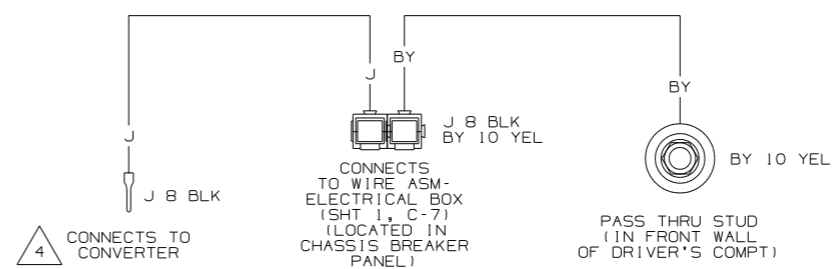 BY
J
BY
J
J 8 BLK
BY 10 YEL
BY 10 YEL
J 8 BLK
4
CONNECTS TO
CONVERTER
CONNECTS
TO WIRE ASM-
ELECTRICAL BOX
(SHT 1, C-7)
(LOCATED IN
CHASSIS BREAKER
PANEL)
PASS THRU STUD
(IN FRONT WALL
OF DRIVER'S COMPT)